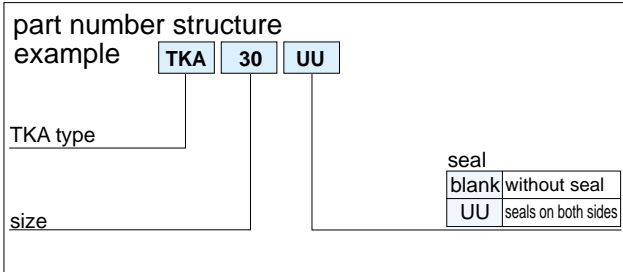 part number structure
example TKA 30 UU
TKA type
seal
blank without seal
UU seals on both sides
size